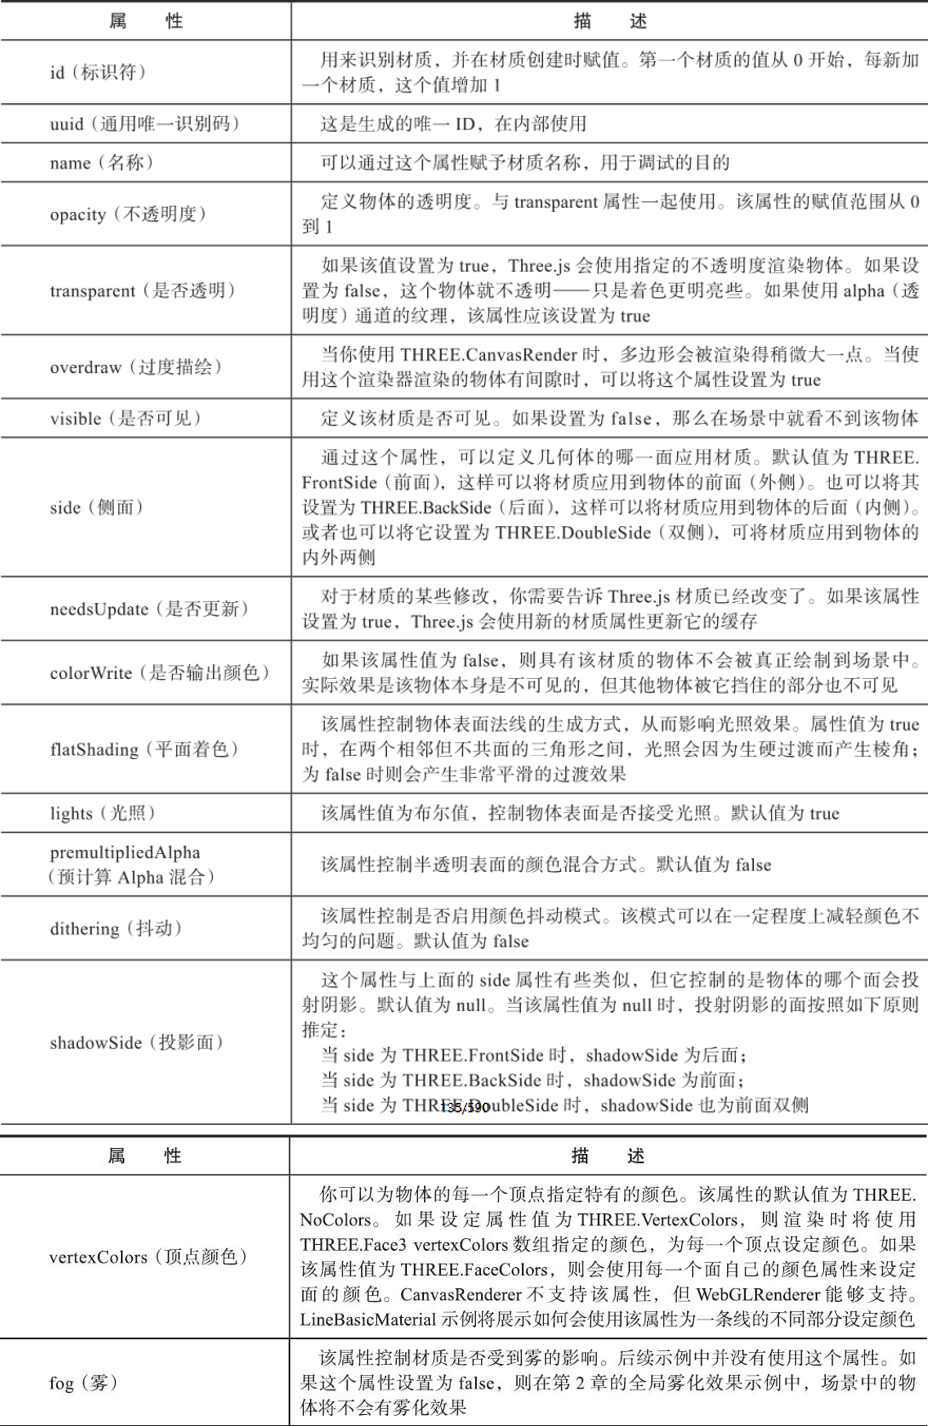 属 性 描 述
id（标识符） 用来识别材质，并在材质创建时赋值。第一个材质的值从 0 开始，每新加
一个材质，这个值增加 1
uuid（通用唯一识别码） 这是生成的唯一 ID，在内部使用
name（名称） 可以通过这个属性赋予材质名称，用于调试的目的
opacity（不透明度） 定义物体的透明度。与 transparent 属性一起使用。该属性的赋值范围从 0
到 1
transparent（是否透明） 如果该值设置为 true，Three.js 会使用指定的不透明度渲染物体。如果设
置为 false，这个物体就不透明——只是着色更明亮些。如果使用 alpha（透
明度）通道的纹理，该属性应该设置为 true
overdraw（过度描绘） 当你使用 THREE.CanvasRender 时，多边形会被渲染得稍微大一点。当使
用这个渲染器渲染的物体有间隙时，可以将这个属性设置为 true
visible（是否可见） 定义该材质是否可见。如果设置为 false，那么在场景中就看不到该物体
side（侧面） 通过这个属性，可以定义几何体的哪一面应用材质。默认值为 THREE.
FrontSide（前面），这样可以将材质应用到物体的前面（外侧）。也可以将其
设置为 THREE.BackSide（后面），这样可以将材质应用到物体的后面（内侧）。
或者也可以将它设置为 THREE.DoubleSide（双侧），可将材质应用到物体的
内外两侧
needsUpdate（是否更新） 对于材质的某些修改，你需要告诉 Three.js 材质已经改变了。如果该属性
设置为 true，Three.js 会使用新的材质属性更新它的缓存
colorWrite（是否输出颜色） 如果该属性值为 false，则具有该材质的物体不会被真正绘制到场景中。
实际效果是该物体本身是不可见的，但其他物体被它挡住的部分也不可见
flatShading（平面着色） 该属性控制物体表面法线的生成方式，从而影响光照效果。属性值为 true
时，在两个相邻但不共面的三角形之间，光照会因为生硬过渡而产生棱角；
为 false 时则会产生非常平滑的过渡效果
lights（光照） 该属性值为布尔值，控制物体表面是否接受光照。默认值为 true
premultipliedAlpha
（预计算 Alpha 混合） 该属性控制半透明表面的颜色混合方式。默认值为 false
dithering（抖动） 该属性控制是否启用颜色抖动模式。该模式可以在一定程度上减轻颜色不
均匀的问题。默认值为 false
shadowSide（投影面） 这个属性与上面的 side 属性有些类似，但它控制的是物体的哪个面会投
射阴影。默认值为 null。当该属性值为 null 时，投射阴影的面按照如下原则
推定：
当 side 为 THREE.FrontSide 时，shadowSide 为后面；
当 side 为 THREE.BackSide 时，shadowSide 为前面；
当 side 为 THREE.DoubleSide 时，shadowSide 也为前面双侧
135/590
属 性 描 述
vertexColors（顶点颜色） 你可以为物体的每一个顶点指定特有的颜色。该属性的默认值为 THREE.
NoColors。如果设定属性值为 THREE.VertexColors，则渲染时将使用
THREE.Face3 vertexColors 数组指定的颜色，为每一个顶点设定颜色。如果
该属性值为 THREE.FaceColors，则会使用每一个面自己的颜色属性来设定
面的颜色。CanvasRenderer 不支持该属性，但 WebGLRenderer 能够支持。
LineBasicMaterial 示例将展示如何会使用该属性为一条线的不同部分设定颜色
fog（雾） 该属性控制材质是否受到雾的影响。后续示例中并没有使用这个属性。如
果这个属性设置为 false，则在第 2 章的全局雾化效果示例中，场景中的物
体将不会有雾化效果